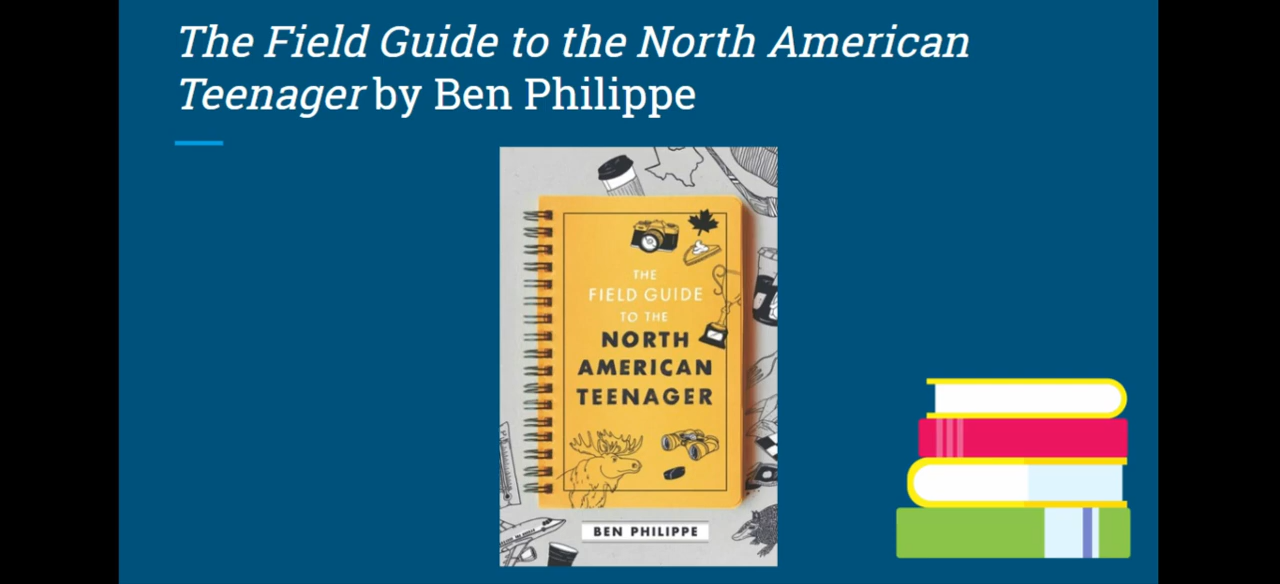 The Field Guide to the North American
Teenager by Ben Philippe
THE
FIELD GUIDE
TO THE
NORTH
AMERICAN
TEENAGER
BEN PHILIPPE